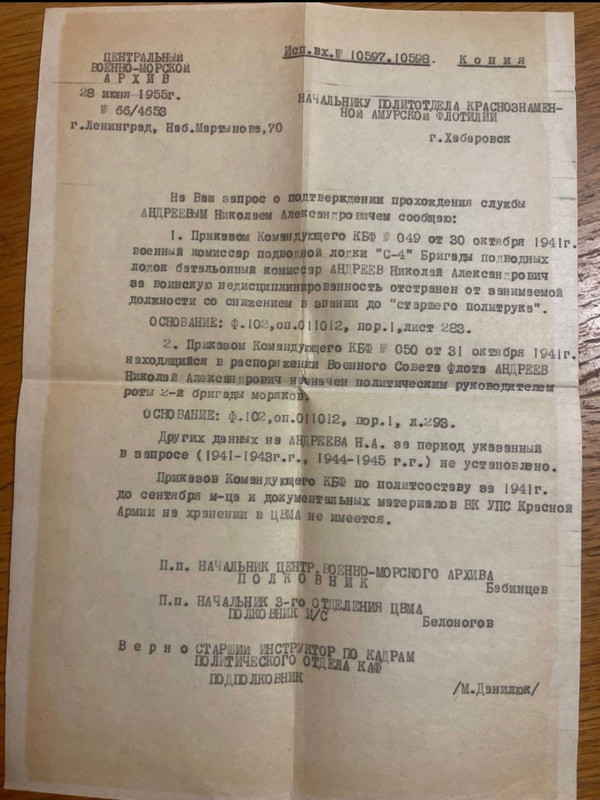 Исп.вх.№ 10597.10598. Копия
ЦЕНТРАЛЬНЫЙ
ВОЕННО-МОРСКОЙ
АРХИВ
28 июня 1955г.
№ 66/4653
г.Ленинград, Наб.Мартынова,70
НАЧАЛЬНИКУ ПОЛИТОТДЕЛА КРАСНОЗНАМЕН-
НОЙ АМУРСКОЙ ФЛОТИЛИИ
г.Хабаровск
На Ваш запрос о подтверждении прохождения службы
АНДРЕЕВЫМ Николаем Александровичем сообщаю:
1. Приказом Командующего КБФ № 049 от 30 октября 1941г.
военный комиссар подводной лодки "С-4" Бригады подводных
лодок батальонный комиссар АНДРЕЕВ Николай Александрович
за воинскую недисциплинированность отстранен от занимаемой
должности со снижением в звании до "старшего политрука".
ОСНОВАНИЕ: ф.102,оп.011012, пор.1,лист 283.
2. Приказом Командующего КБФ № 050 от 31 октября 1941г.
находящийся в распоряжении Военного Совета флота АНДРЕЕВ
Николай Александрович назначен политическим руководителем
роты 2-й бригады моряков.
ОСНОВАНИЕ: ф.102,оп.011012, пор.1, л.293.
Других данных на АНДРЕЕВА Н.А. за период указанный
в запросе (1941-1943г.г., 1944-1945 г.г.) не установлено.
Приказов Командующего КБФ по политсоставу за 1941г.
до сентября м-ца и документальных материалов ВК УПС Красной
Армии на хранении в ЦВМА не имеется.
П.п. НАЧАЛЬНИК ЦЕНТР.ВОЕННО-МОРСКОГО АРХИВА
ПОЛКОВНИК
Бабинцев
П.п. НАЧАЛЬНИК 3-го ОТДЕЛЕНИЯ ЦВМА
ПОЛКОВНИК И/С
Белоногов
Верно СТАРШИЙ ИНСТРУКТОР ПО КАДРАМ
ПОЛИТИЧЕСКОГО ОТДЕЛА КАФ
ПОДПОЛКОВНИК
/М.Данилюк/